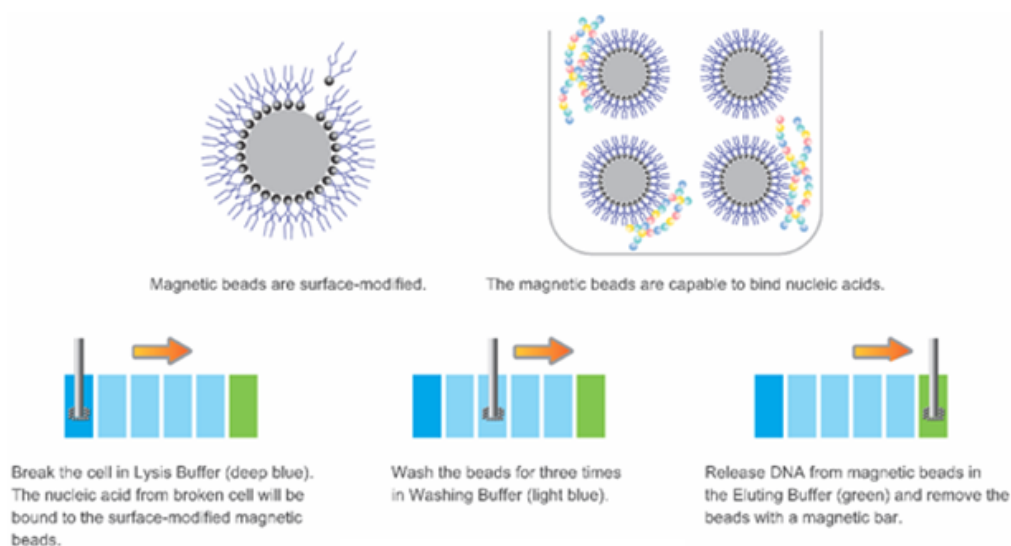 Magnetic beads are surface-modified.
The magnetic beads are capable to bind nucleic acids.
Break the cell in Lysis Buffer (deep blue).
The nucleic acid from broken cell will be
bound to the surface-modified magnetic
beads.
Wash the beads for three times
in Washing Buffer (light blue).
Release DNA from magnetic beads in
the Eluting Buffer (green) and remove the
beads with a magnetic bar.